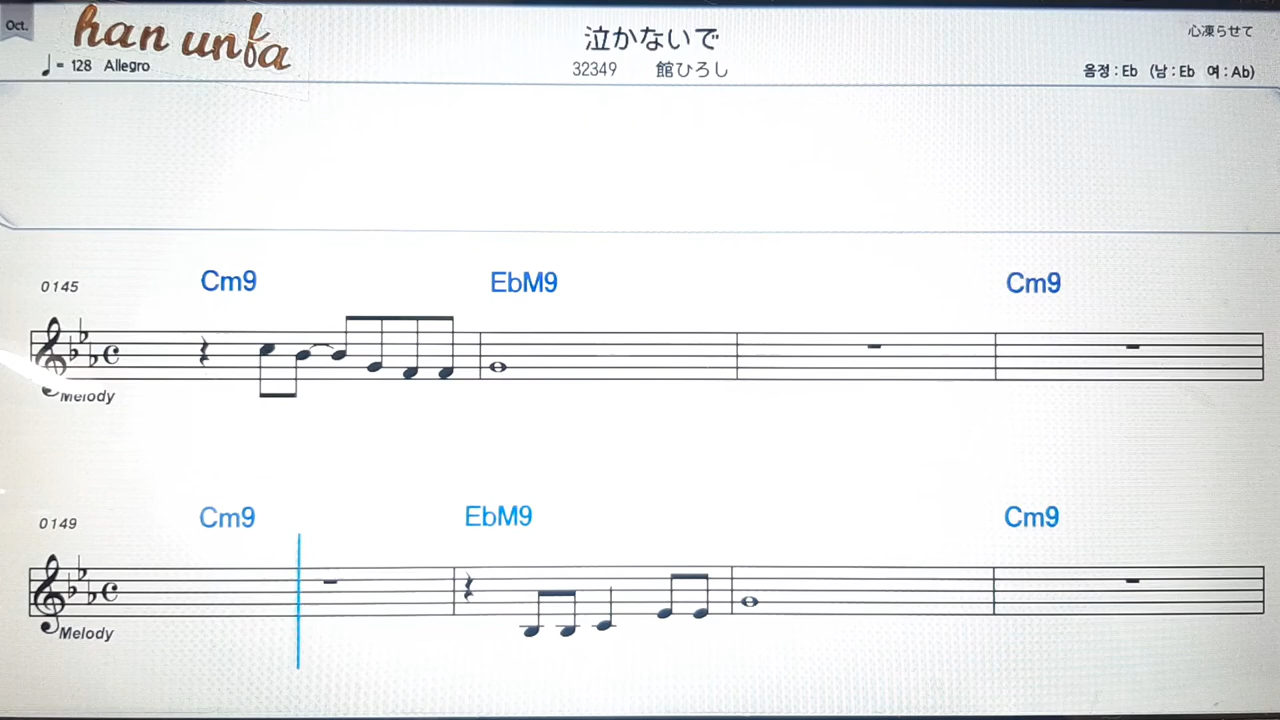 Oct.
han unfa
♩= 128 Allegro
泣かないで
32349 館ひろし
心凍らせて
음정 : Eb (남 : Eb 여 : Ab)
Cm9 EbM9 Cm9
0145
Melody
Cm9 EbM9 Cm9
0149
Melody